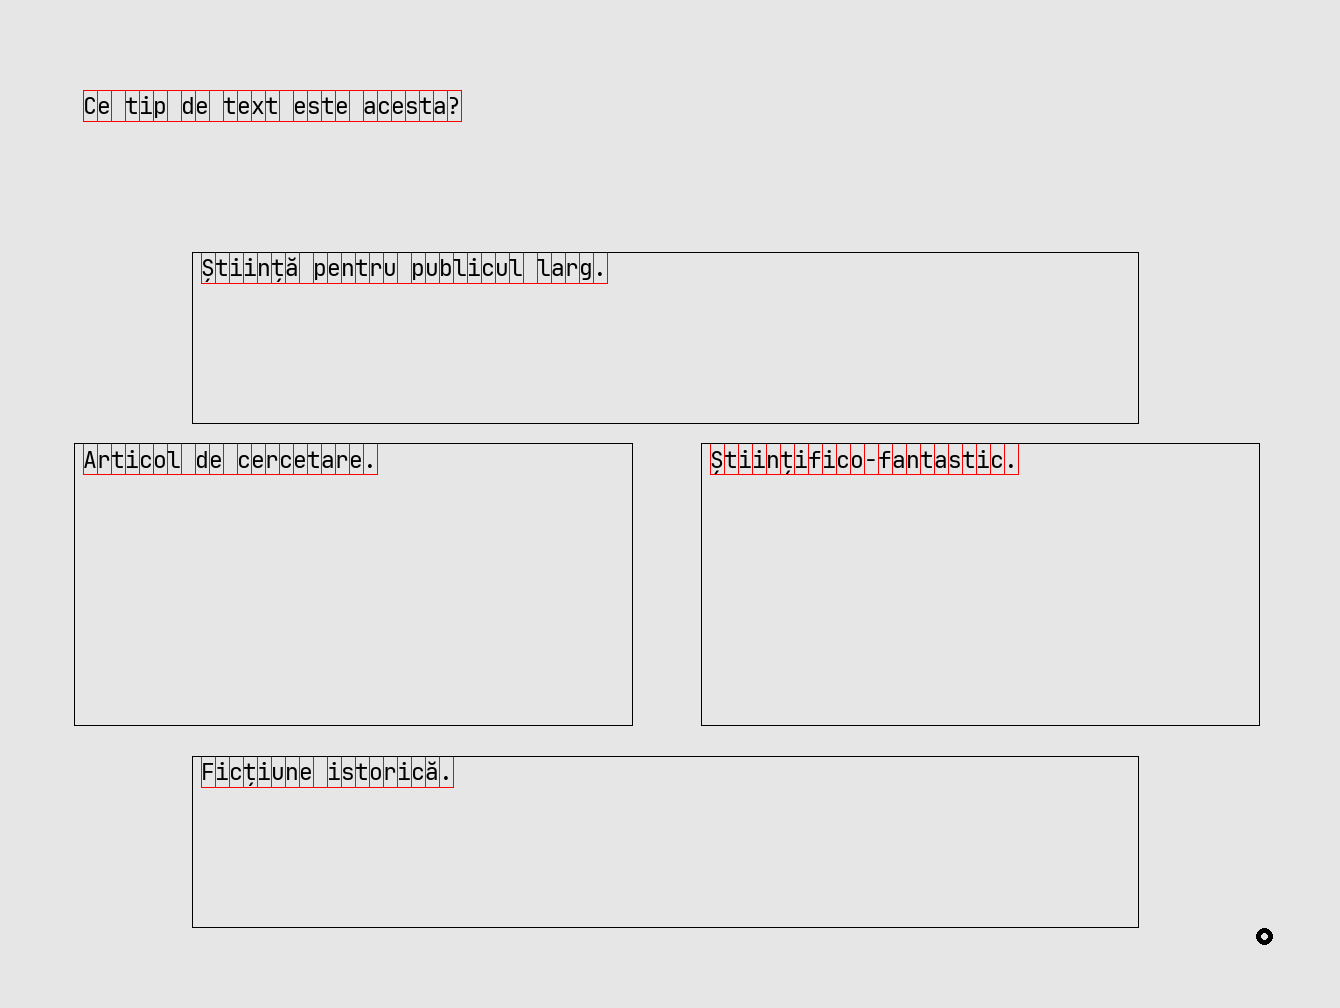 Ce tip de text este acesta?
Știință pentru publicul larg.
Articol de cercetare.
Științifico-fantastic.
Ficțiune istorică.